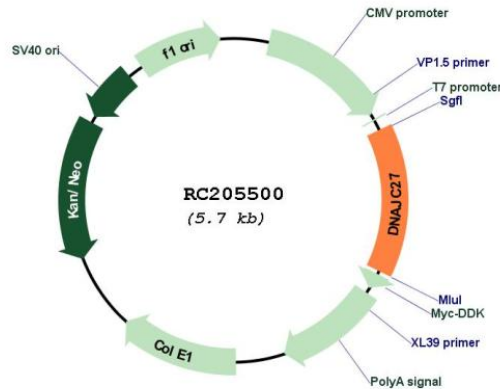 CMV promoter
VP1.5 primer
T7 promoter
SgfI
DNAJC27
MluI
Myc-DDK
XL39 primer
PolyA signal
Col E1
Kan/ Neo
SV40 ori
f1 ori
RC205500
(5.7 kb)